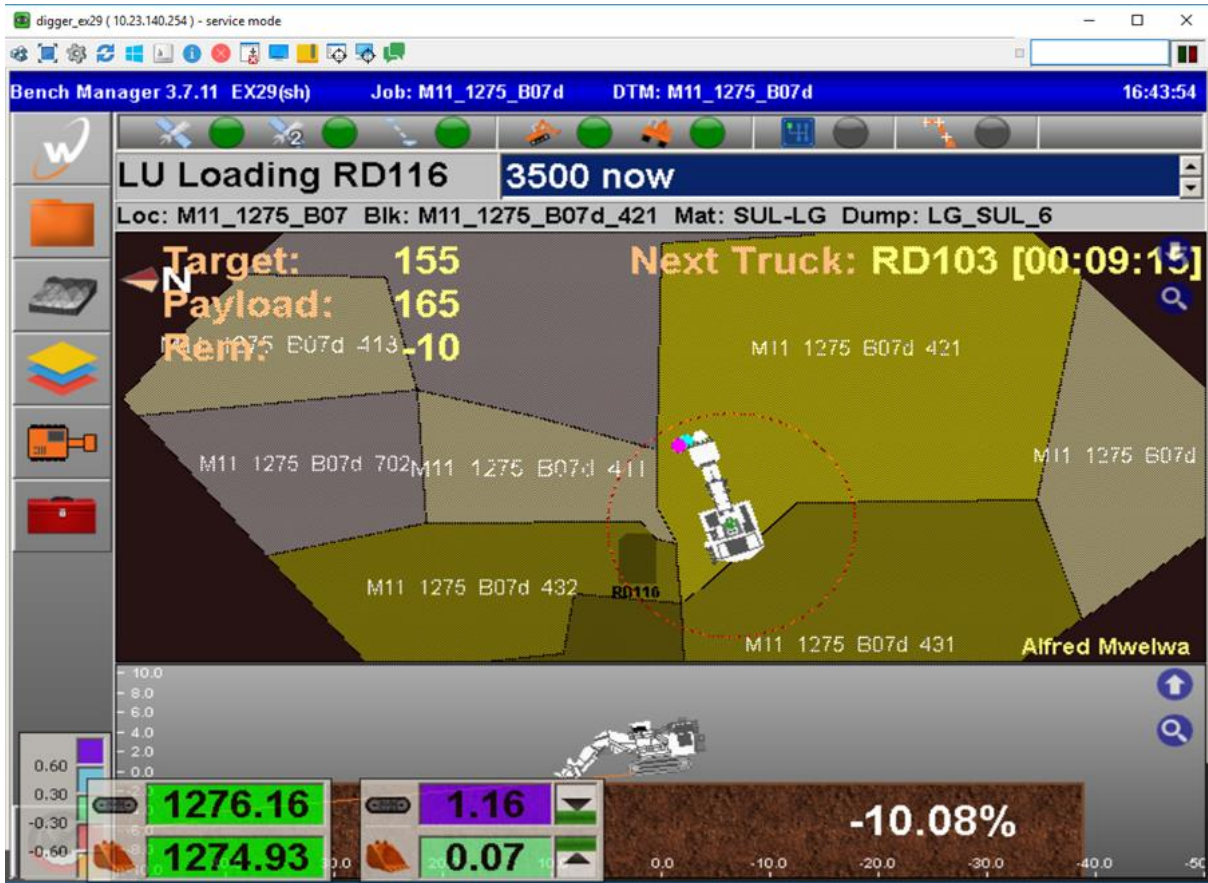 digger_ex29 ( 10.23.140.254 ) - service mode
Bench Manager 3.7.11 EX29(sh) Job: M11_1275_B07d DTM: M11_1275_B07d 16:43:54
LU Loading RD116 3500 now
Loc: M11_1275_B07 Blk: M11_1275_B07d_421 Mat: SUL-LG Dump: LG_SUL_6
Target: 155 Next Truck: RD103 [00:09:15]
N
Payload: 165
Rem: -10
B07d 413
M11 1275 B07d 421
M11 1275 B07d 702
M11 1275 B07d 411
M11 1275 B07d
M11 1275 B07d 432
RD116
M11 1275 B07d 431
Alfred Mwelwa
10.0
8.0
6.0
4.0
2.0
0.0
0.60
0.30
-0.30
-0.60
1276.16 1.16
-10.08%
1274.93 0.07
0.0 -10.0 -20.0 -30.0 -40.0 -50